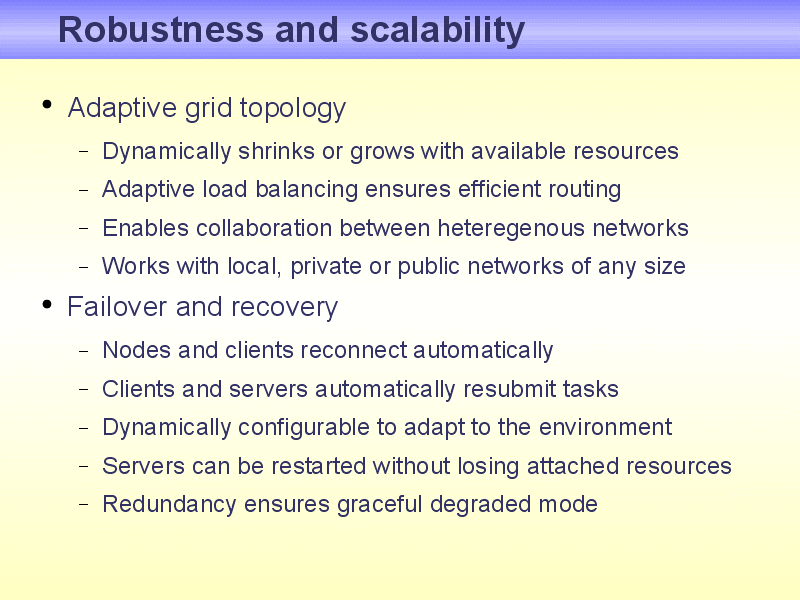 Robustness and scalability
• Adaptive grid topology
– Dynamically shrinks or grows with available resources
– Adaptive load balancing ensures efficient routing
– Enables collaboration between heteregenous networks
– Works with local, private or public networks of any size
• Failover and recovery
– Nodes and clients reconnect automatically
– Clients and servers automatically resubmit tasks
– Dynamically configurable to adapt to the environment
– Servers can be restarted without losing attached resources
– Redundancy ensures graceful degraded mode